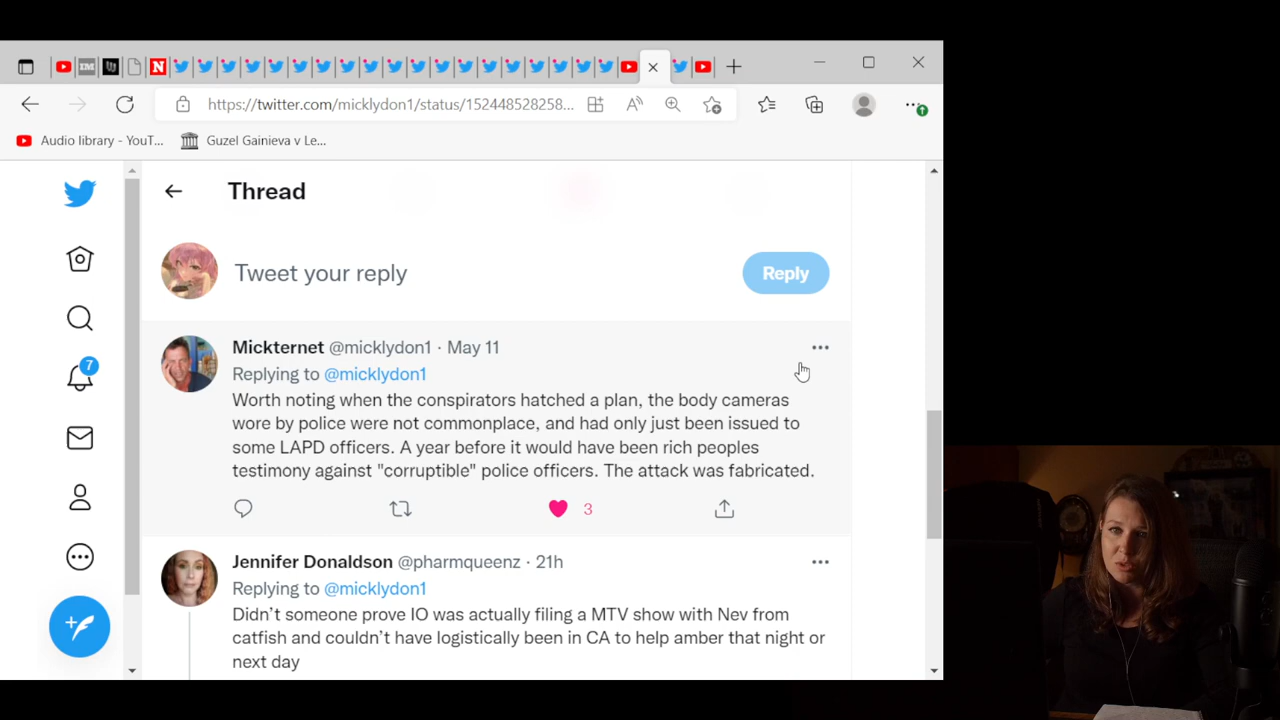 https://twitter.com/micklydon1/status/152448528258...
Audio library - YouT...
Guzel Gainieva v Le...
Thread
Tweet your reply
Reply
Mickternet @micklydon1 · May 11
Replying to @micklydon1
Worth noting when the conspirators hatched a plan, the body cameras
wore by police were not commonplace, and had only just been issued to
some LAPD officers. A year before it would have been rich peoples
testimony against "corruptible" police officers. The attack was fabricated.
3
7
Jennifer Donaldson @pharmqueenz · 21h
Replying to @micklydon1
Didn't someone prove IO was actually filing a MTV show with Nev from
catfish and couldn't have logistically been in CA to help amber that night or
next day